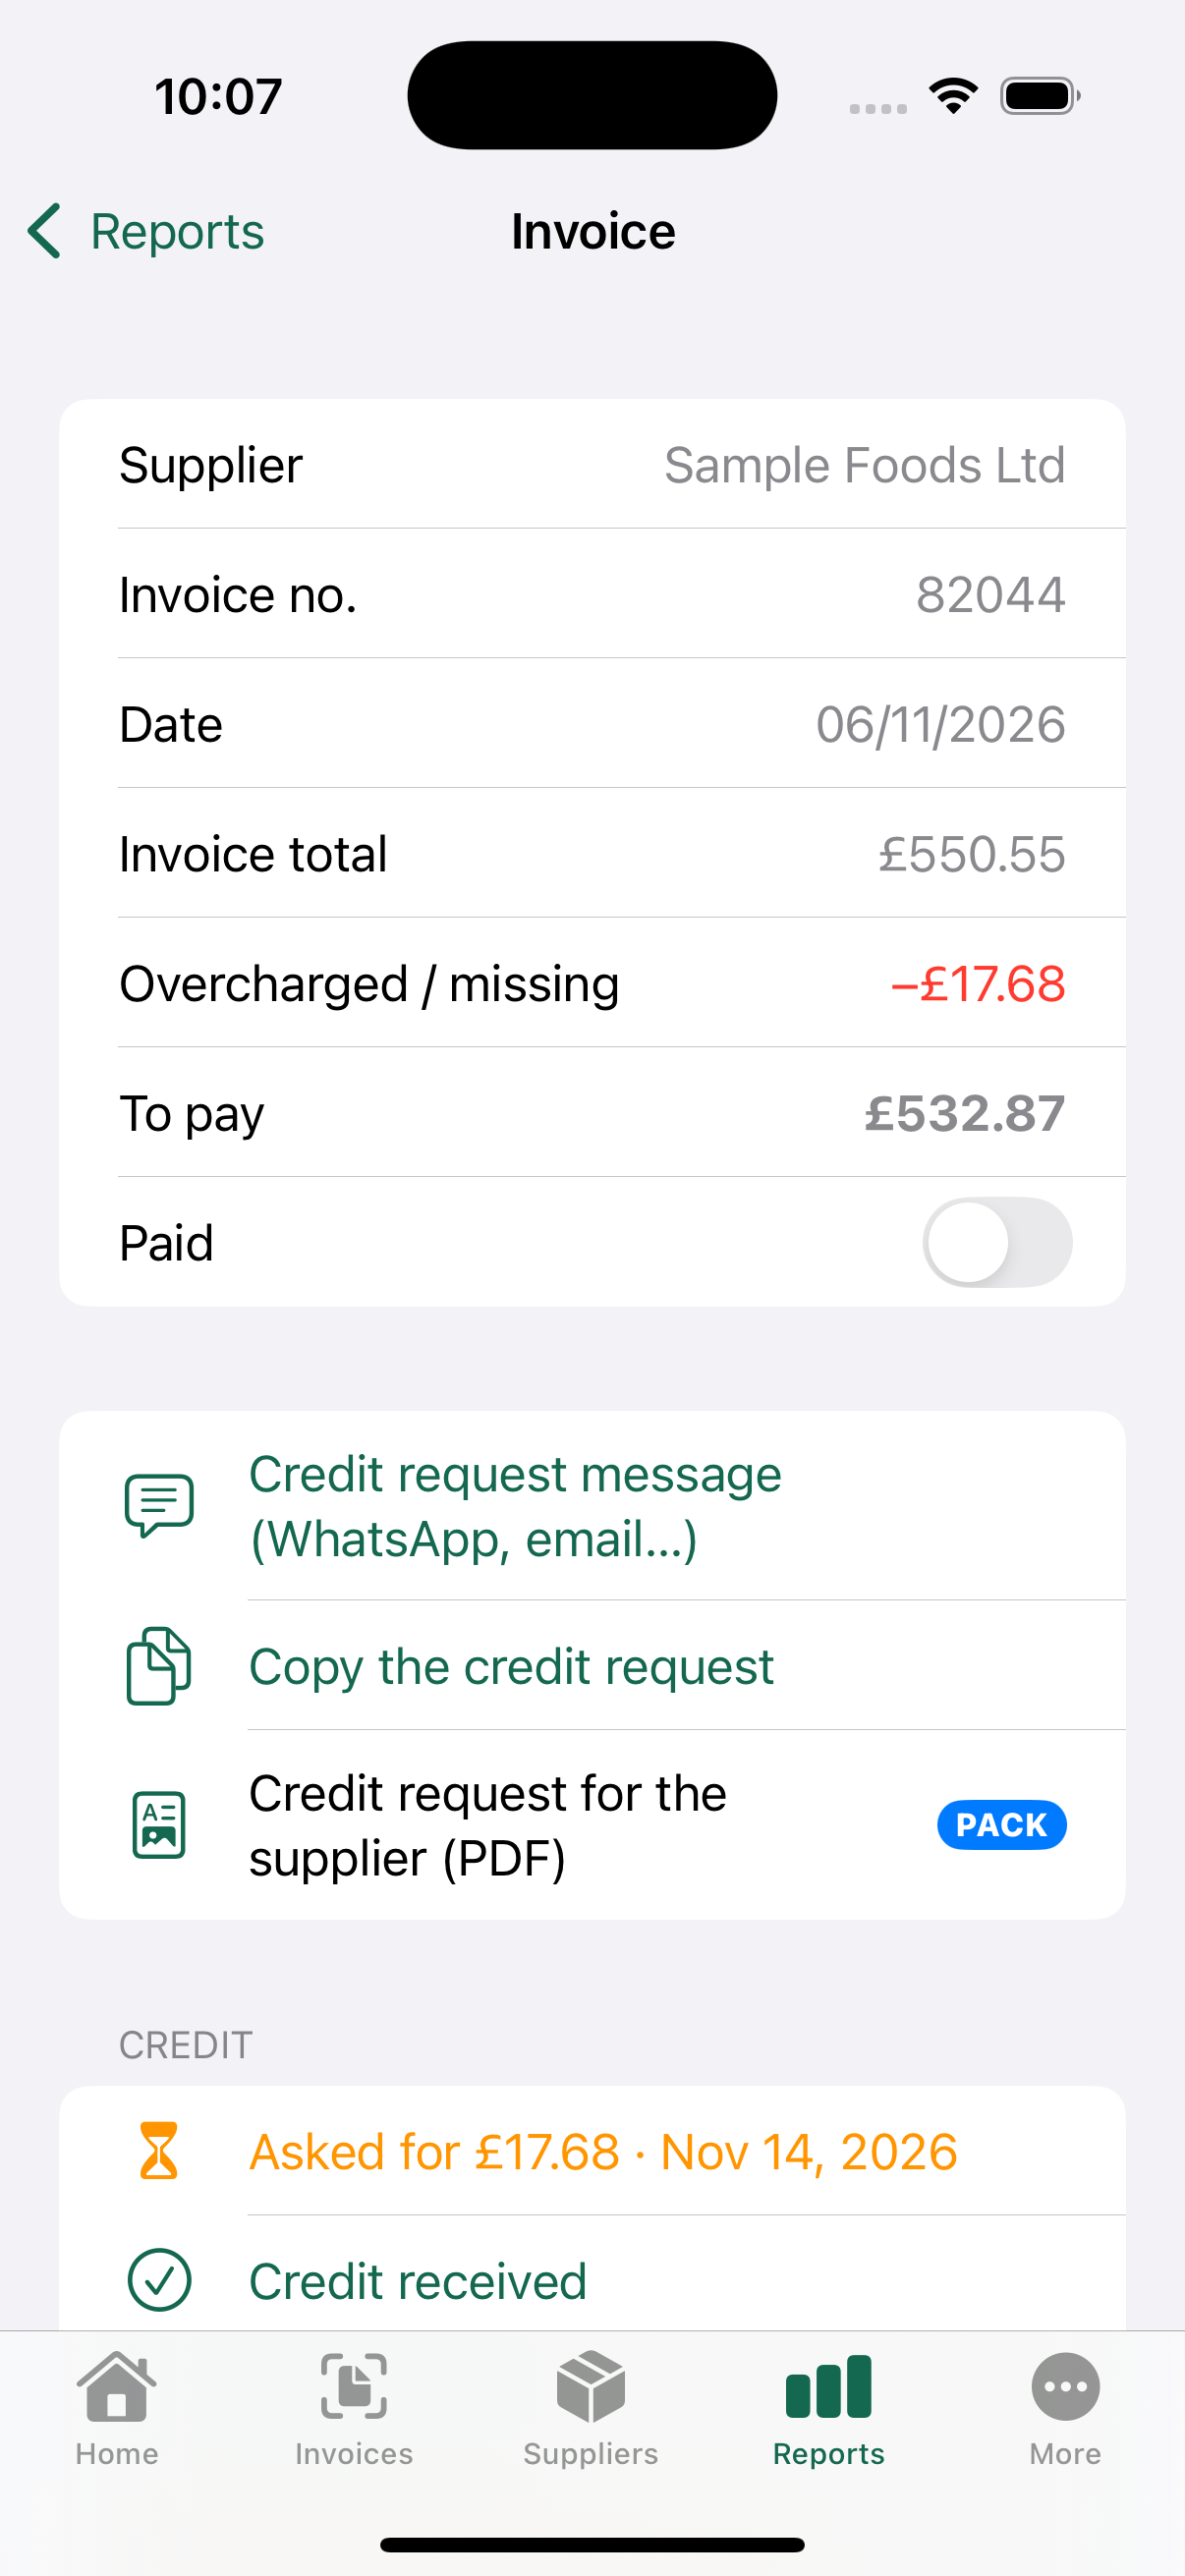 10:07
Reports
Invoice
Supplier Sample Foods Ltd
Invoice no. 82044
Date 06/11/2026
Invoice total £550.55
Overcharged / missing –£17.68
To pay £532.87
Paid
Credit request message
(WhatsApp, email...)
Copy the credit request
Credit request for the
supplier (PDF)
PACK
CREDIT
Asked for £17.68 · Nov 14, 2026
Credit received
Home Invoices Suppliers Reports More